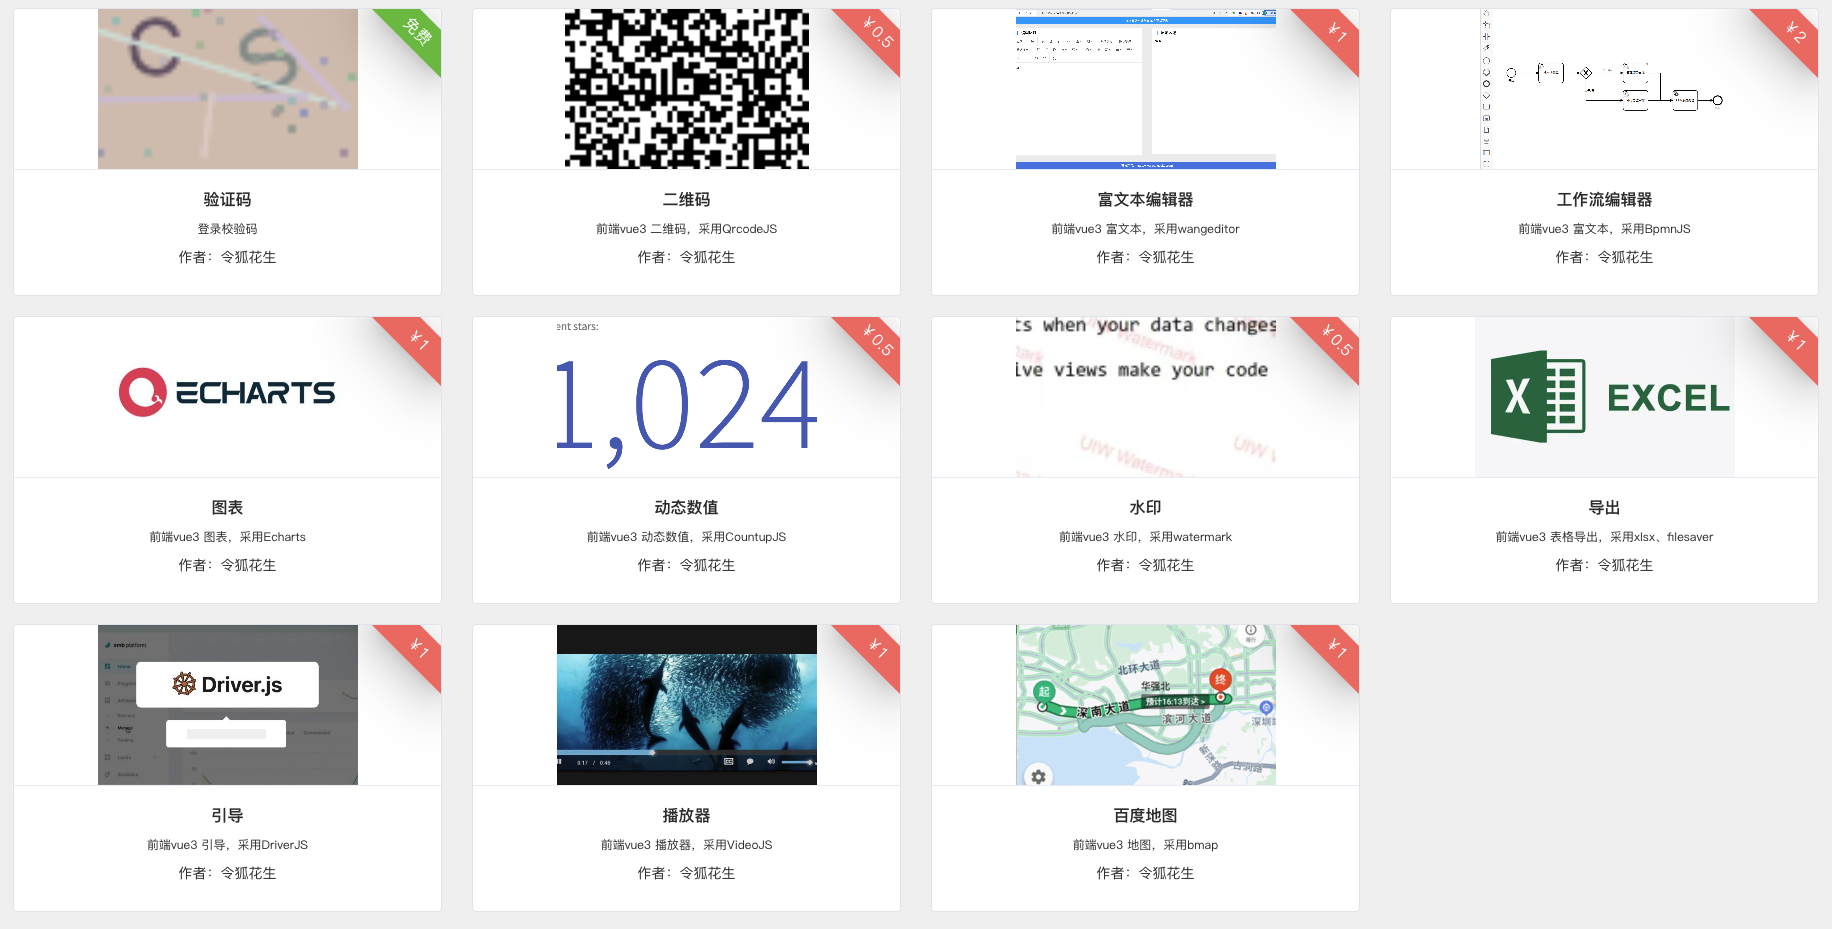 C S
免费
验证码
登录校验码
作者：令狐花生
¥0.5
二维码
前端vue3 二维码，采用QrcodeJS
作者：令狐花生
¥1
富文本编辑器
前端vue3 富文本，采用wangeditor
作者：令狐花生
¥2
工作流编辑器
前端vue3 富文本，采用BpmnJS
作者：令狐花生
¥1
ECHARTS
图表
前端vue3 图表，采用Echarts
作者：令狐花生
¥0.5
ent stars:
1,024
动态数值
前端vue3 动态数值，采用CountupJS
作者：令狐花生
¥0.5
ts when your data changes
Watermark
ive views make your code
UIW Watermark
UIW
水印
前端vue3 水印，采用watermark
作者：令狐花生
¥1
X EXCEL
导出
前端vue3 表格导出，采用xlsx、filesaver
作者：令狐花生
¥1
smb platform
Home
Driver.js
引导
前端vue3 引导，采用DriverJS
作者：令狐花生
¥1
0:17 / 0:46
播放器
前端vue3 播放器，采用VideoJS
作者：令狐花生
¥1
北环大道
华强北
终
起
预计16:13到达 >
深南大道
滨河大道
深圳
百度地图
前端vue3 地图，采用bmap
作者：令狐花生